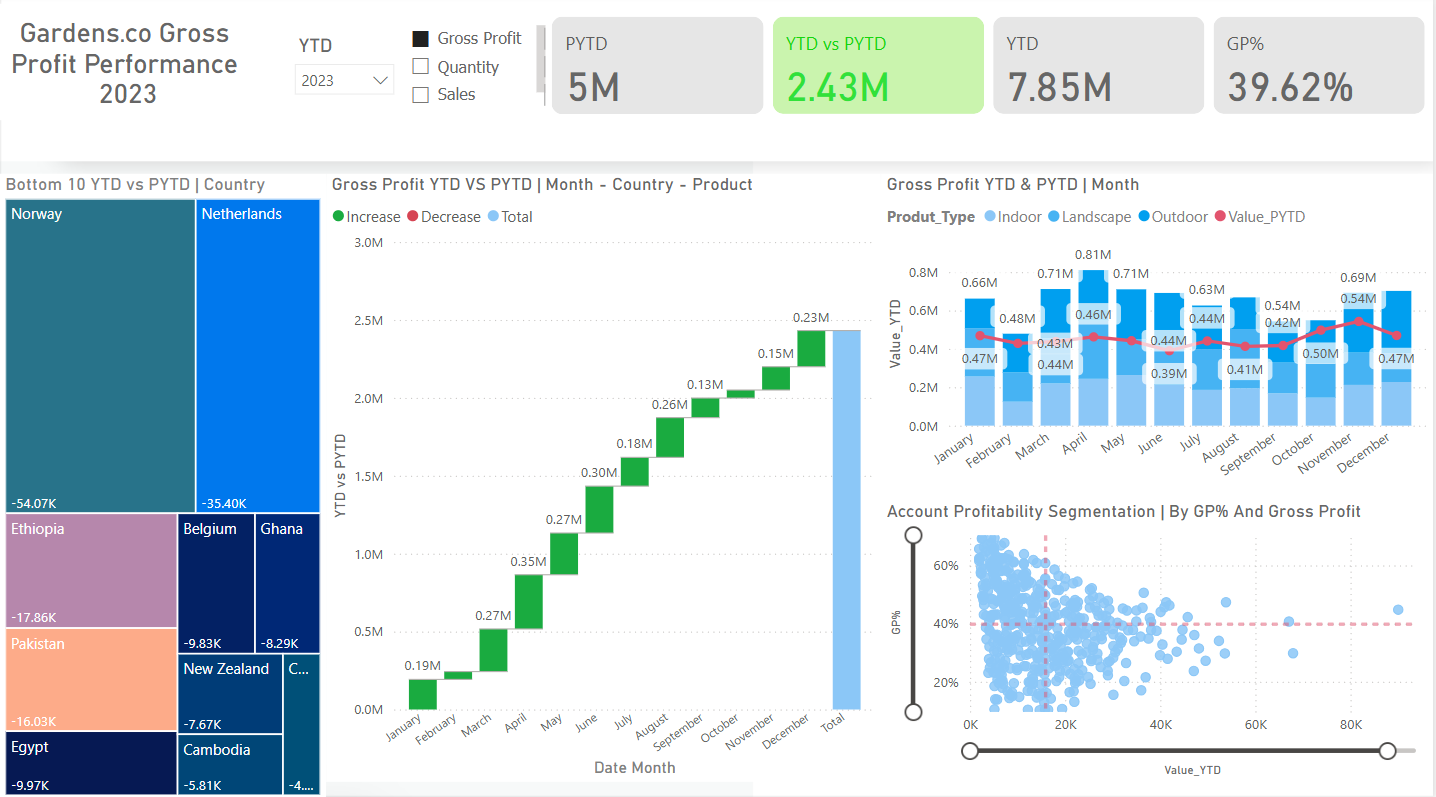 Gardens.co Gross
Profit Performance
2023
YTD
2023
Gross Profit
Quantity
Sales
PYTD
5M
YTD vs PYTD
2.43M
YTD
7.85M
GP%
39.62%
Bottom 10 YTD vs PYTD | Country
Norway
-54.07K
Netherlands
-35.40K
Ethiopia
-17.86K
Pakistan
-16.03K
Egypt
-9.97K
Belgium
-9.83K
Ghana
-8.29K
New Zealand
-7.67K
Cambodia
-5.81K
C...
-4....
Gross Profit YTD VS PYTD | Month - Country - Product
Increase Decrease Total
YTD vs PYTD
3.0M
2.5M
2.0M
1.5M
1.0M
0.5M
0.0M
0.19M
0.27M
0.35M
0.27M
0.30M
0.18M
0.26M
0.13M
0.15M
0.23M
January
February
March
April
May
June
July
August
September
October
November
December
Total
Date Month
Gross Profit YTD & PYTD | Month
Produt_Type Indoor Landscape Outdoor Value_PYTD
Value_YTD
0.8M
0.6M
0.4M
0.2M
0.0M
0.66M
0.48M
0.71M
0.81M
0.71M
0.63M
0.54M
0.69M
0.47M
0.43M
0.44M
0.46M
0.44M
0.39M
0.44M
0.41M
0.42M
0.50M
0.54M
0.47M
January
February
March
April
May
June
July
August
September
October
November
December
Account Profitability Segmentation | By GP% And Gross Profit
GP%
60%
40%
20%
0K
20K
40K
60K
80K
Value_YTD